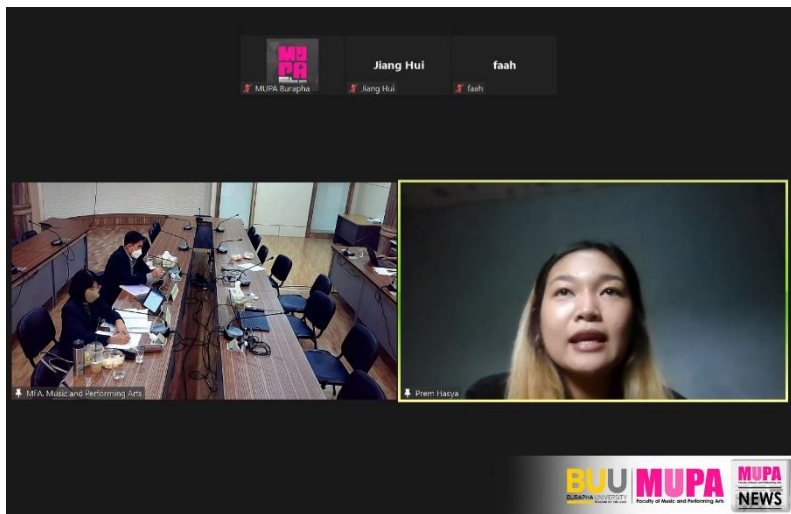 MUPA
Jiang Hui
faah
MUPA Burapha
Jiang Hui
faah
MFA. Music and Performing Arts
Prem Hasya
BUU
BURAPHA UNIVERSITY
MUPA
Faculty of Music and Performing Arts
MUPA
NEWS